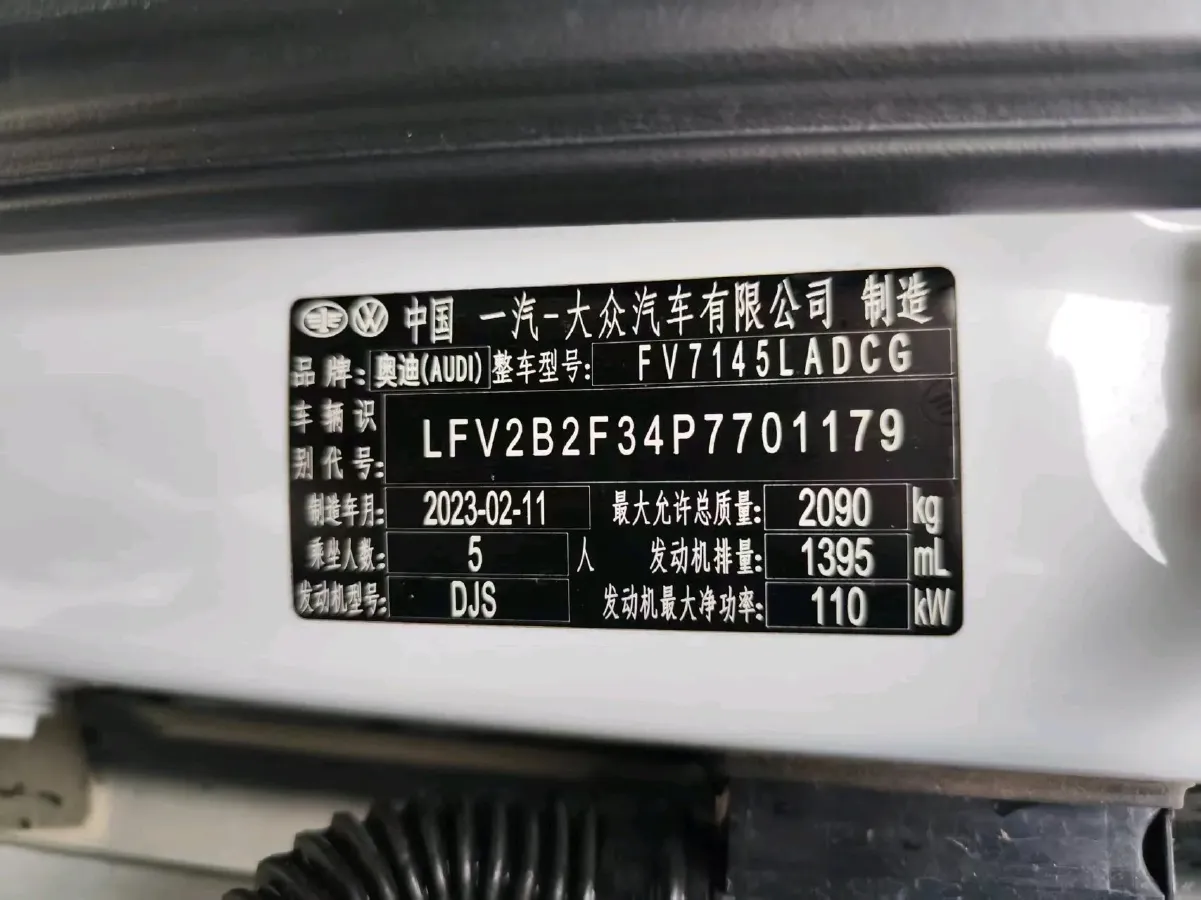 中国 一汽-大众汽车有限公司 制造
品牌: 奥迪(AUDI) 整车型号: FV7145LADCG
车辆识别代号: LFV2B2F34P7701179
制造年月: 2023-02-11 最大允许总质量: 2090 kg
乘坐人数: 5 人 发动机排量: 1395 mL
发动机型号: DJS 发动机最大净功率: 110 kW